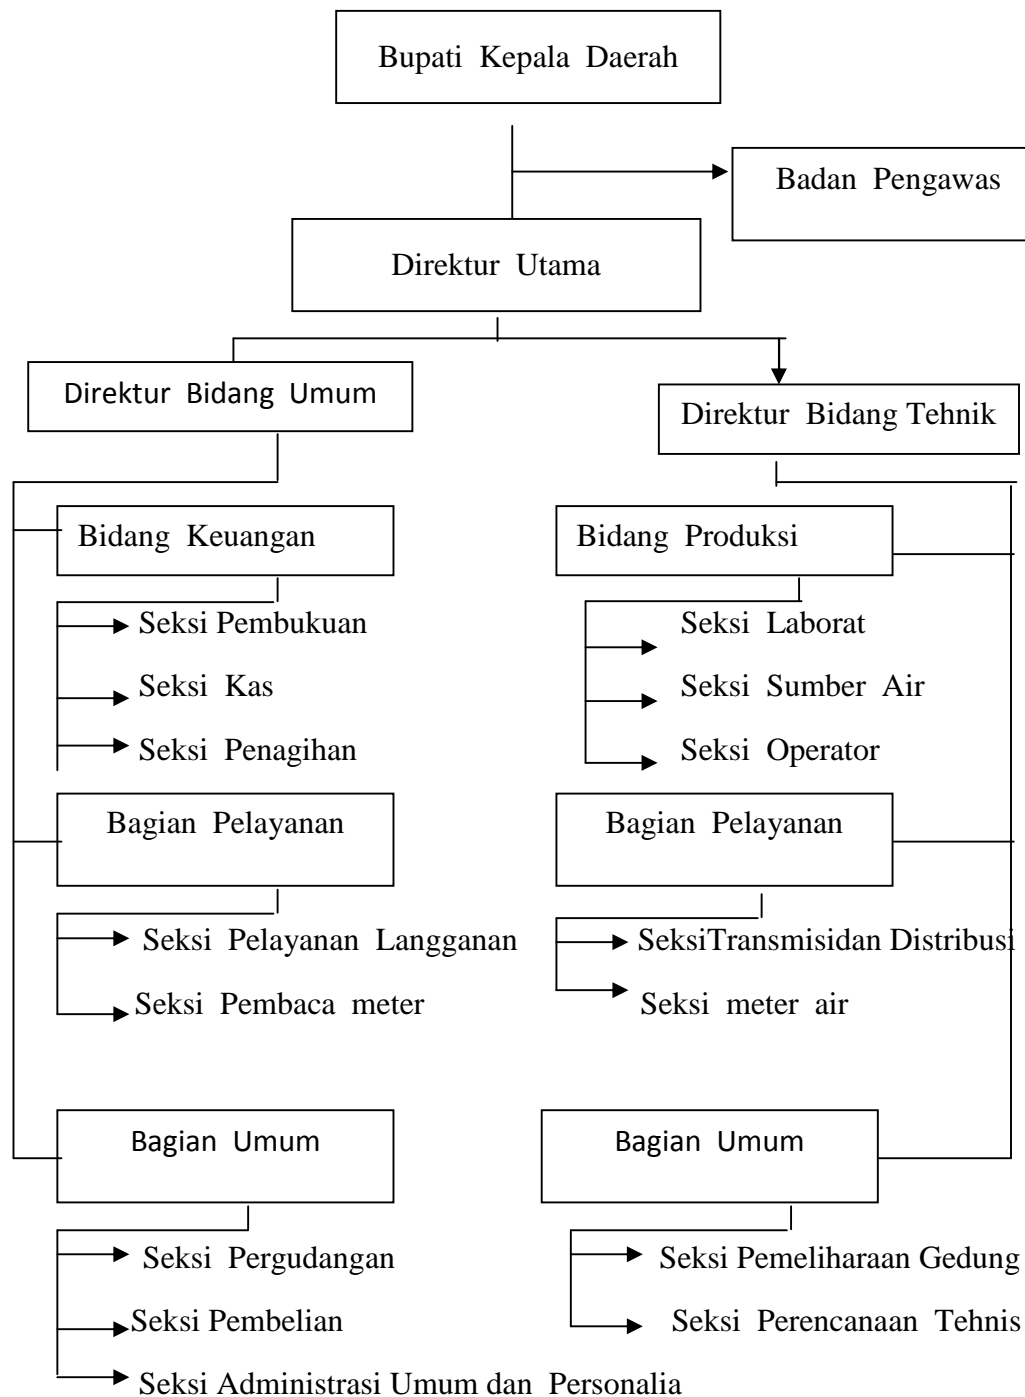 Bupati Kepala Daerah
Badan Pengawas
Direktur Utama
Direktur Bidang Umum
Direktur Bidang Tehnik
Bidang Keuangan
Seksi Pembukuan
Seksi Kas
Seksi Penagihan
Bagian Pelayanan
Seksi Pelayanan Langganan
Seksi Pembaca meter
Bagian Umum
Seksi Pergudangan
Seksi Pembelian
Seksi Administrasi Umum dan Personalia
Bidang Produksi
Seksi Laborat
Seksi Sumber Air
Seksi Operator
Bagian Pelayanan
SeksiTransmisidan Distribusi
Seksi meter air
Bagian Umum
Seksi Pemeliharaan Gedung
Seksi Perencanaan Tehnis